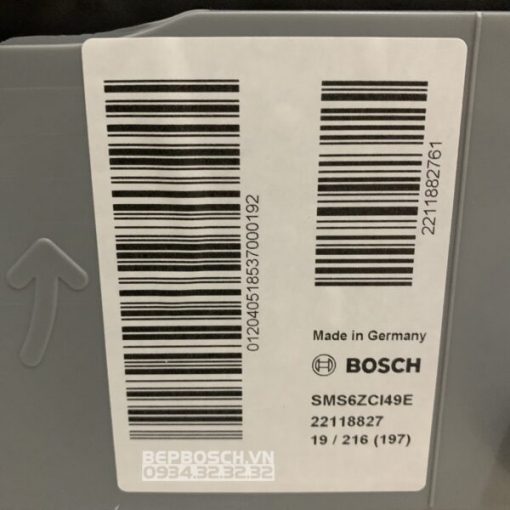 012040518537000192
2211882761
Made in Germany
BOSCH
SMS6ZCI49E
22118827
19 / 216 (197)
BEPBOSCH.VN
0934.32.32.32